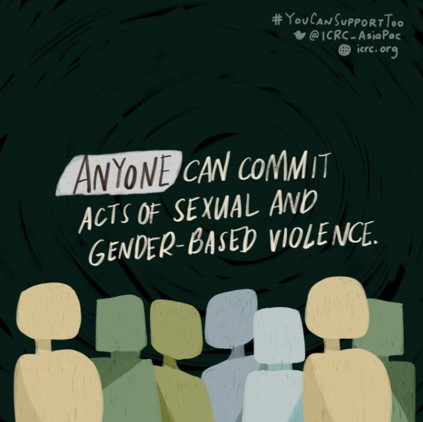 #YouCanSupportToo
@ICRC_AsiaPac
icrc.org
ANYONE CAN COMMIT
ACTS OF SEXUAL AND
GENDER-BASED VIOLENCE.